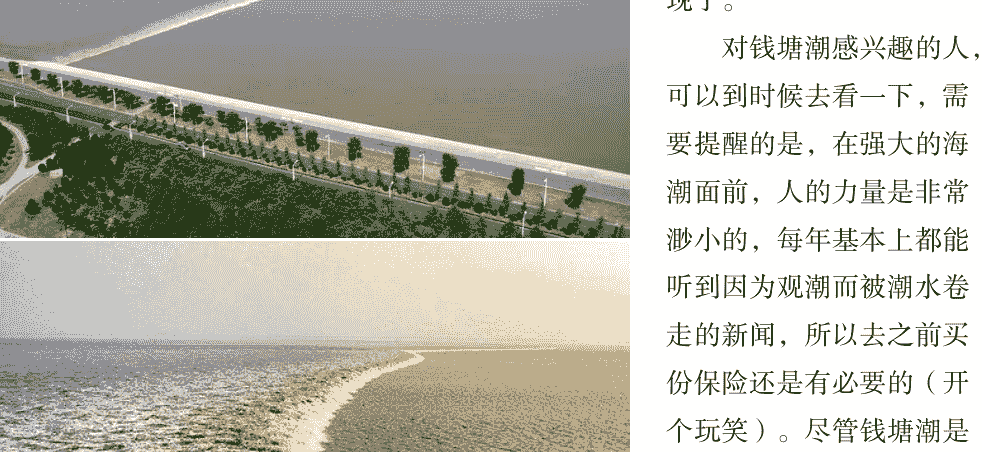 现了。
对钱塘潮感兴趣的人，
可以到时候去看一下，需
要提醒的是，在强大的海
潮面前，人的力量是非常
渺小的，每年基本上都能
听到因为观潮而被潮水卷
走的新闻，所以去之前买
份保险还是有必要的（开
个玩笑）。尽管钱塘潮是